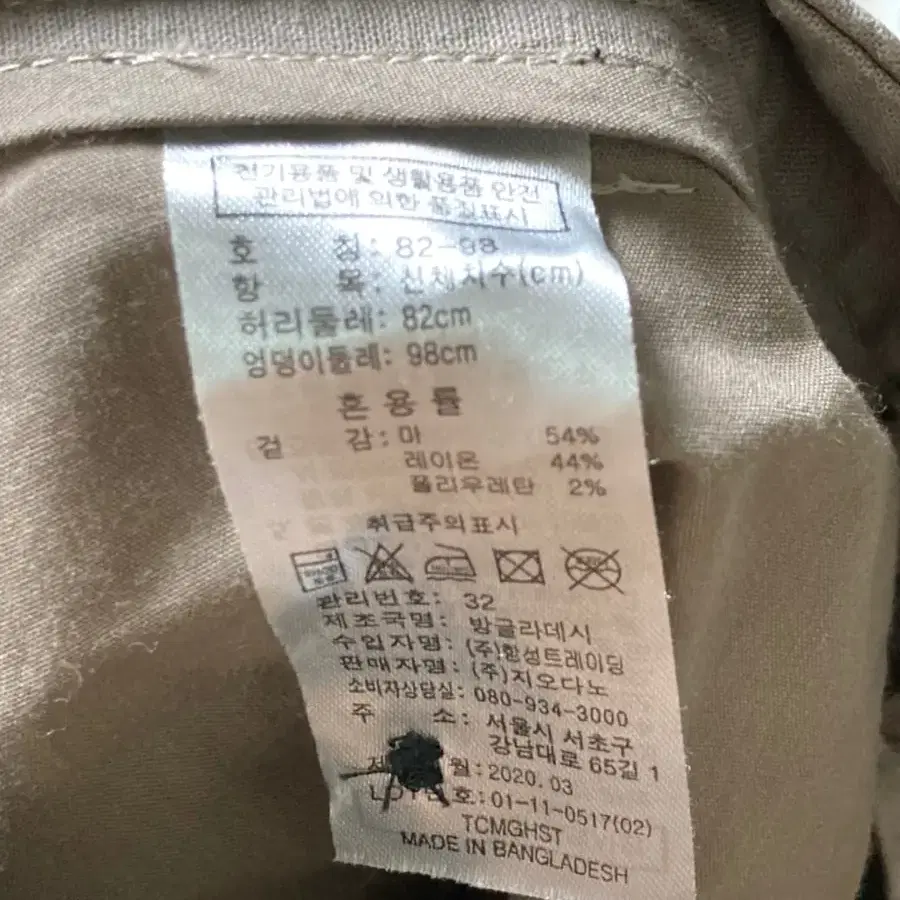 전기용품 및 생활용품 안전
관리법에 의한 품질표시
호 칭: 82-98
항 목: 신체치수(cm)
허리둘레: 82cm
엉덩이둘레: 98cm
혼 용 률
겉 감: 마 54%
레이온 44%
폴리우레탄 2%
취급주의표시
관리번호: 32
제조국명: 방글라데시
수입자명: (주)함성트레이딩
판매자명: (주)지오다노
소비자상담실: 080-934-3000
주 소: 서울시 서초구
강남대로 65길 1
제 월: 2020.03
LOT번호: 01-11-0517(02)
TCMGHST
MADE IN BANGLADESH